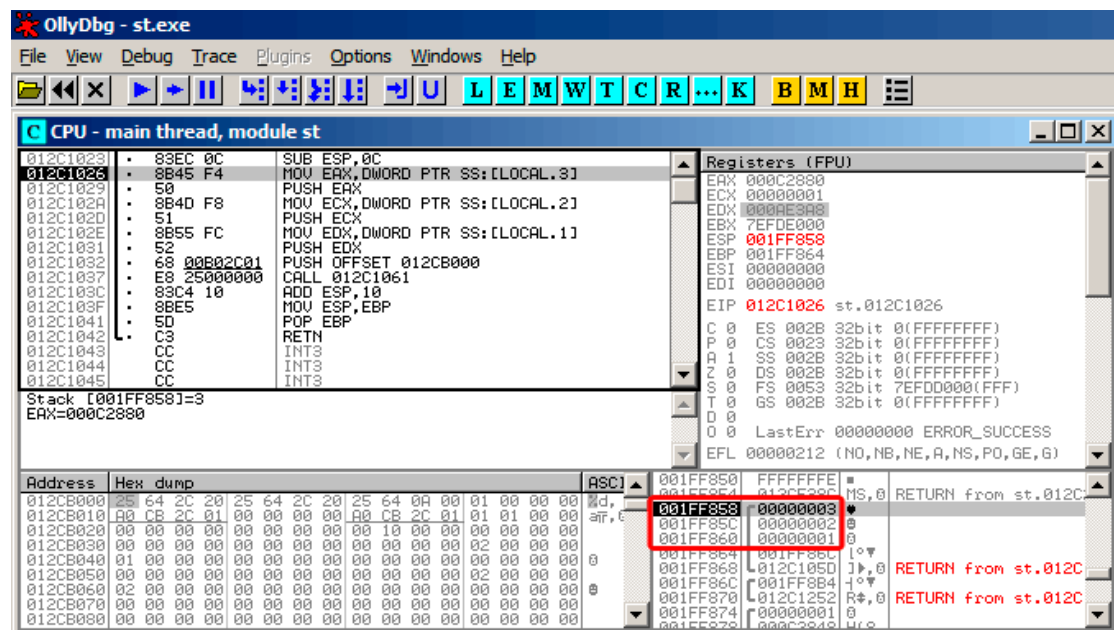 OllyDbg - st.exe
File View Debug Trace Plugins Options Windows Help
L E M W T C R ... K B M H
C CPU - main thread, module st
012C1023 · 83EC 0C SUB ESP,0C
012C1026 · 8B45 F4 MOV EAX,DWORD PTR SS:[LOCAL.3]
012C1029 · 50 PUSH EAX
012C102A · 8B4D F8 MOV ECX,DWORD PTR SS:[LOCAL.2]
012C102D · 51 PUSH ECX
012C102E · 8B55 FC MOV EDX,DWORD PTR SS:[LOCAL.1]
012C1031 · 52 PUSH EDX
012C1032 · 68 00B02C01 PUSH OFFSET 012CB000
012C1037 · E8 25000000 CALL 012C1061
012C103C · 83C4 10 ADD ESP,10
012C103F · 8BE5 MOV ESP,EBP
012C1041 · 5D POP EBP
012C1042 · C3 RETN
012C1043 CC INT3
012C1044 CC INT3
012C1045 CC INT3
Stack [001FF858]=3
EAX=000C2880
Registers (FPU)
EAX 000C2880
ECX 00000001
EDX 000AE3A8
EBX 7EFDE000
ESP 001FF858
EBP 001FF864
ESI 00000000
EDI 00000000
EIP 012C1026 st.012C1026
C 0 ES 002B 32bit 0(FFFFFFFF)
P 0 CS 0023 32bit 0(FFFFFFFF)
A 1 SS 002B 32bit 0(FFFFFFFF)
Z 0 DS 002B 32bit 0(FFFFFFFF)
S 0 FS 0053 32bit 7EFDD000(FFF)
T 0 GS 002B 32bit 0(FFFFFFFF)
D 0
O 0 LastErr 00000000 ERROR_SUCCESS
EFL 00000212 (NO,NB,NE,A,NS,PO,GE,G)
Address Hex dump ASCI
012CB000 25 64 2C 20 25 64 2C 20 25 64 0A 00 01 00 00 00 %d,
012CB010 A0 CB 2C 01 00 00 00 00 A0 CB 2C 01 01 01 00 00
012CB020 00 00 00 00 00 00 00 00 00 10 00 00 00 00 00 00
012CB030 00 00 00 00 00 00 00 00 00 00 00 00 02 00 00 00
012CB040 01 00 00 00 00 00 00 00 00 00 00 00 00 00 00 00
012CB050 00 00 00 00 00 00 00 00 00 00 00 00 02 00 00 00
012CB060 02 00 00 00 00 00 00 00 00 00 00 00 00 00 00 00
012CB070 00 00 00 00 00 00 00 00 00 00 00 00 00 00 00 00
012CB080 00 00 00 00 00 00 00 00 00 00 00 00 00 00 00 00
001FF850 FFFFFFFE
RETURN from st.012C
001FF858 00000003 ♥
001FF85C 00000002
001FF860 00000001
001FF864 001FF86C
001FF868 012C105D RETURN from st.012C
001FF86C 001FF8B4
001FF870 012C1252 RETURN from st.012C
001FF874 00000001